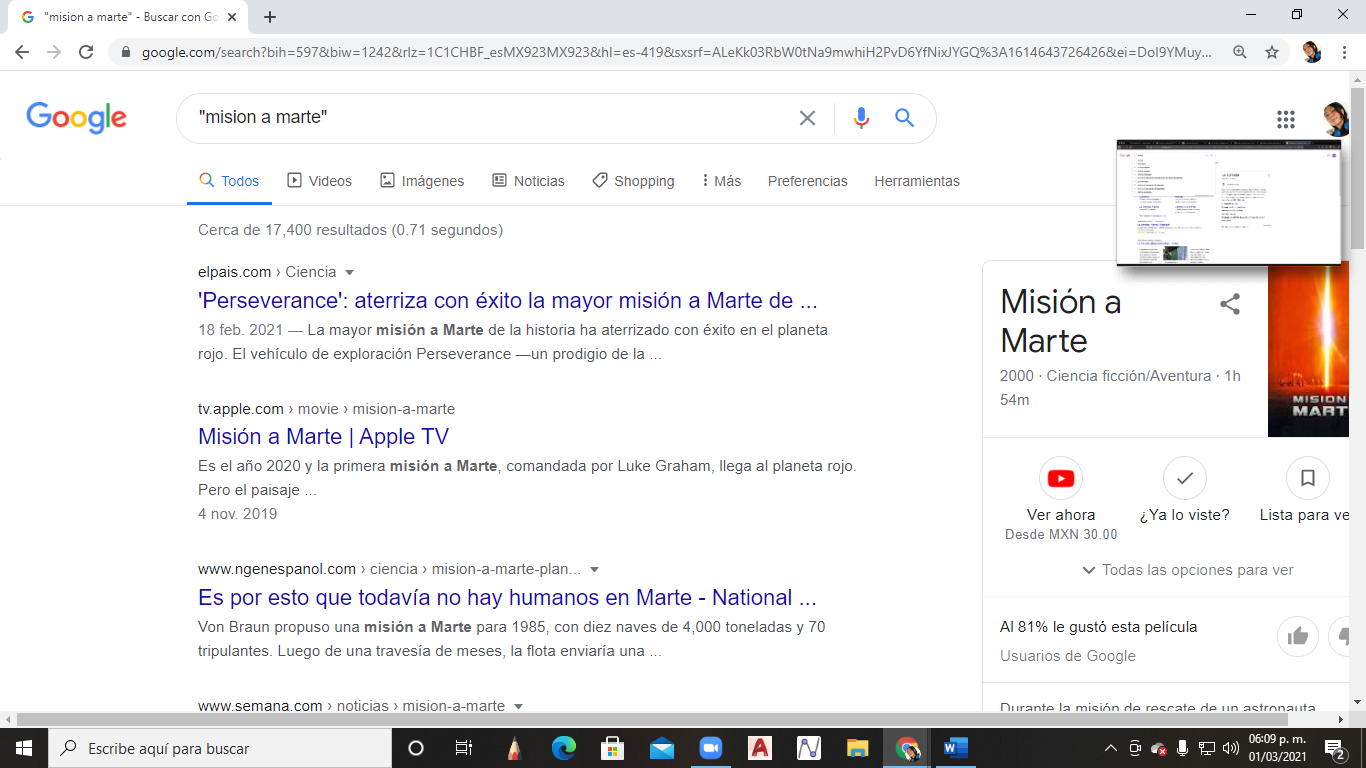 "mision a marte" - Buscar con Go
google.com/search?bih=597&biw=1242&rlz=1C1CHBF_esMX923MX923&hl=es-419&sxsrf=ALeKk03RbW0tNa9mwhiH2PvD6YfNixJYGQ%3A1614643726426&ei=DoI9YMuy...
Google
"mision a marte"
Todos
Videos
Imágenes
Noticias
Shopping
Más
Preferencias
Herramientas
Cerca de 17,400 resultados (0.71 segundos)
elpais.com › Ciencia
'Perseverance': aterriza con éxito la mayor misión a Marte de ...
18 feb. 2021 — La mayor misión a Marte de la historia ha aterrizado con éxito en el planeta
rojo. El vehículo de exploración Perseverance —un prodigio de la ...
tv.apple.com › movie › mision-a-marte
Misión a Marte | Apple TV
Es el año 2020 y la primera misión a Marte, comandada por Luke Graham, llega al planeta rojo.
Pero el paisaje ...
4 nov. 2019
www.ngenespanol.com › ciencia › mision-a-marte-plan...
Es por esto que todavía no hay humanos en Marte - National ...
Von Braun propuso una misión a Marte para 1985, con diez naves de 4,000 toneladas y 70
tripulantes. Luego de una travesía de meses, la flota enviaría una ...
www.semana.com › noticias › mision-a-marte
Misión a
Marte
2000 · Ciencia ficción/Aventura · 1h
54m
MISION
MART
Ver ahora
Desde MXN 30.00
¿Ya lo viste?
Lista para ve
Todas las opciones para ver
Al 81% le gustó esta película
Usuarios de Google
Durante la misión de rescate de un astronauta
Escribe aquí para buscar
06:09 p. m.
01/03/2021
2